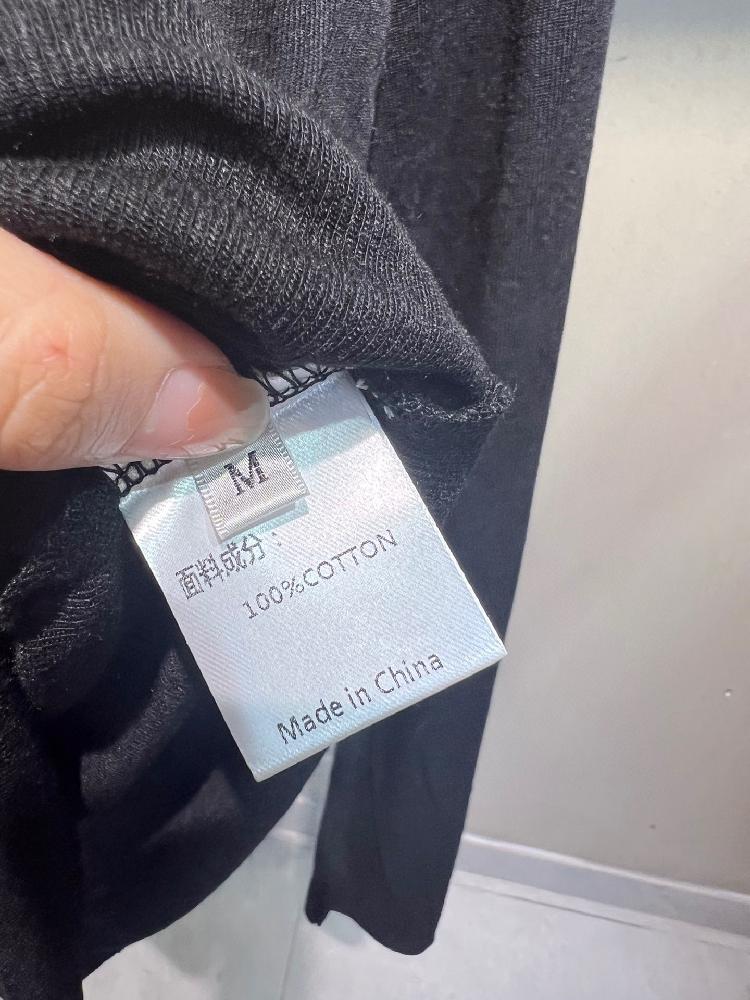 M
面料成分：
100%COTTON
Made in China